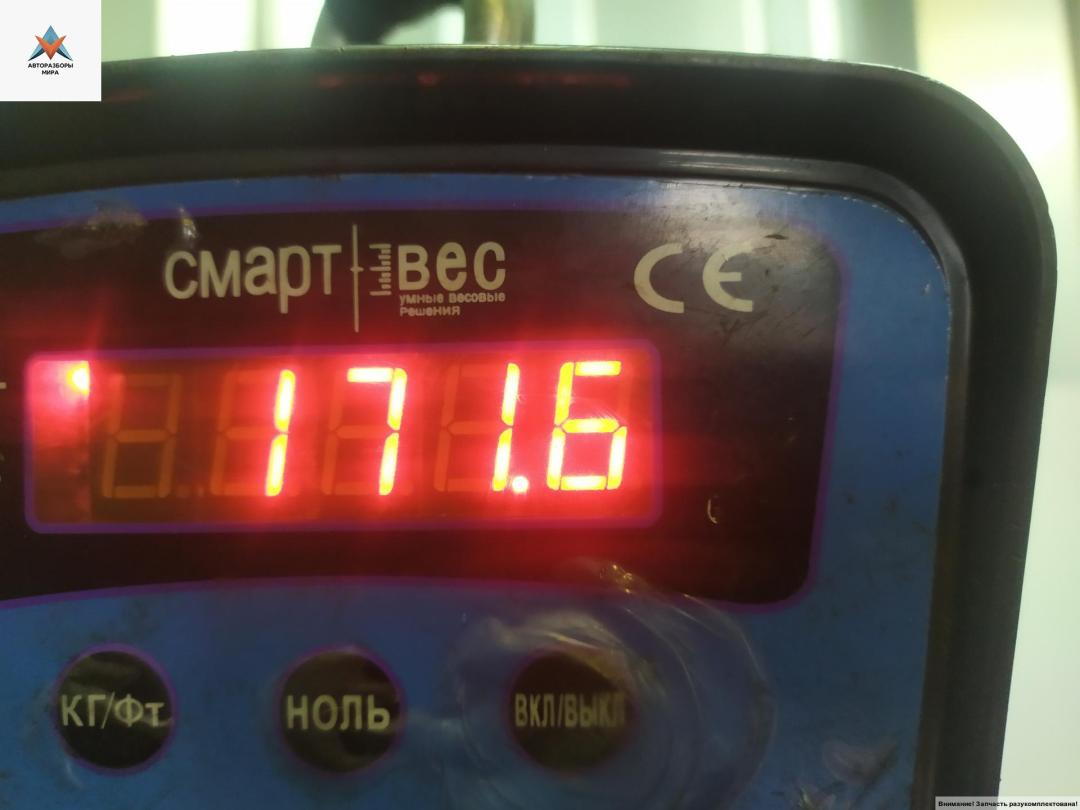 АВТОРАЗБОРЫ
МИРА
смарт вес
умные весовые
решения
CE
171.6
КГ/Фт
НОЛЬ
ВКЛ/ВЫКЛ
Внимание! Запчасть разукомплектована!